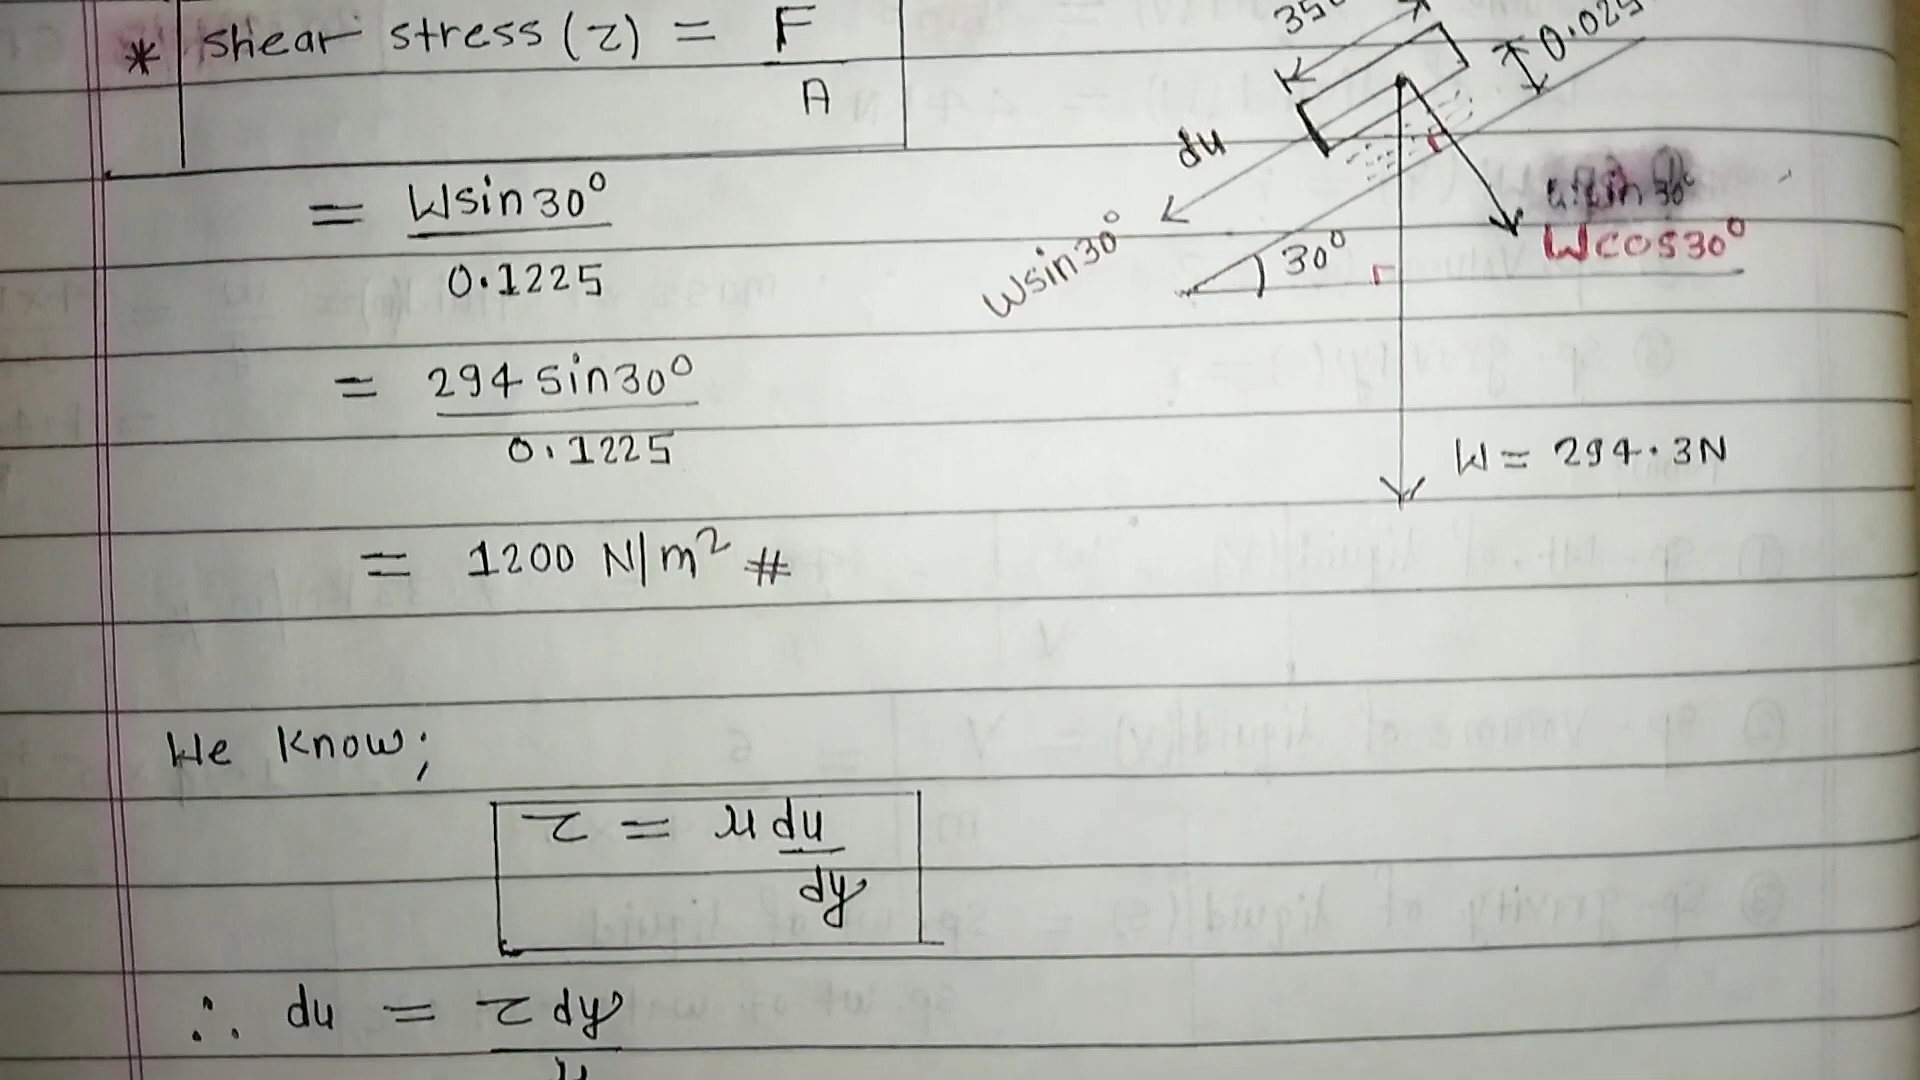 * shear stress (τ) = F
A
= Wsin30°
0.1225
= 294 sin30°
0.1225
= 1200 N/m² #
We know;
τ = μ du
dy
∴ du = τ dy
μ
0.025
du
Wsin30°
30°
Wcos30°
W = 294.3N